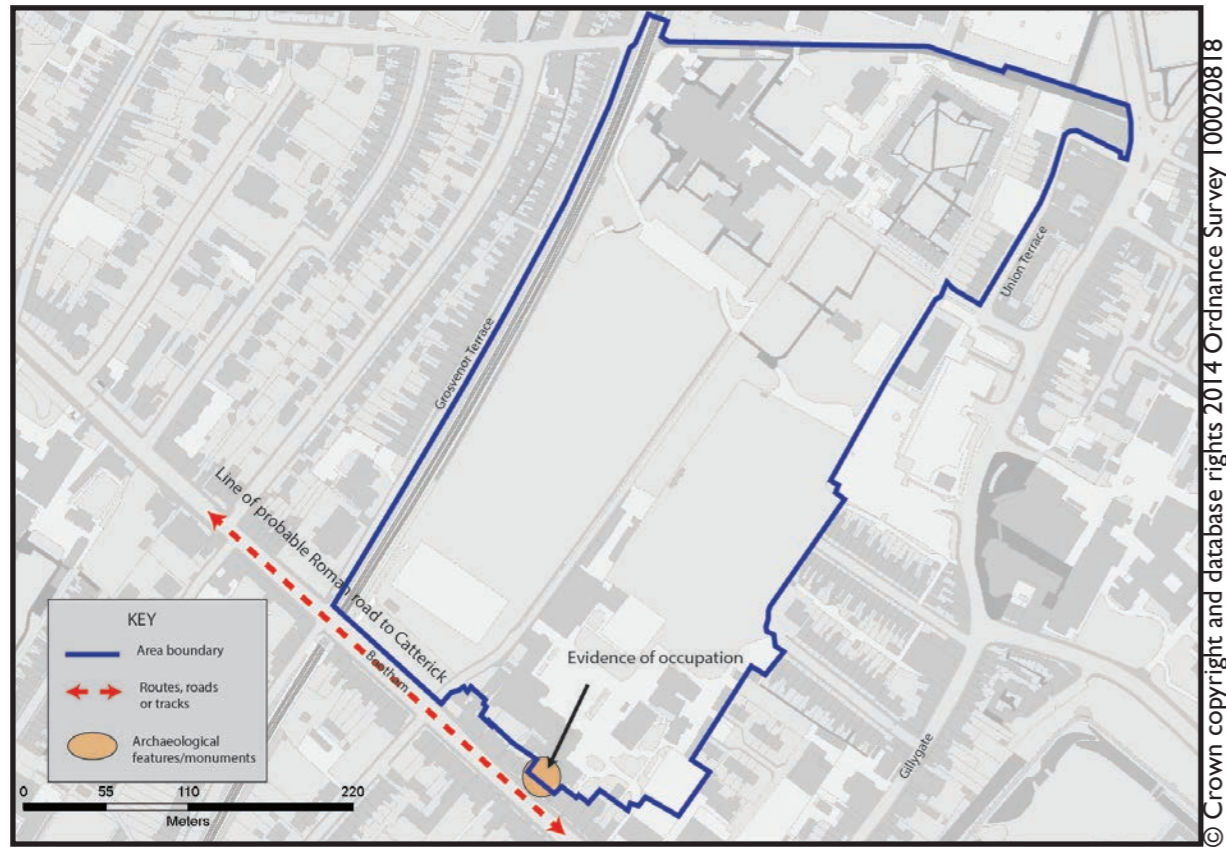 Grosvenor Terrace
Union Terrace
Line of probable Roman road to Catterick
Bootham
Evidence of occupation
Gillygate
KEY
Area boundary
Routes, roads
or tracks
Archaeological
features/monuments
0 55 110 220
Meters
© Crown copyright and database rights 2014 Ordnance Survey 100020818